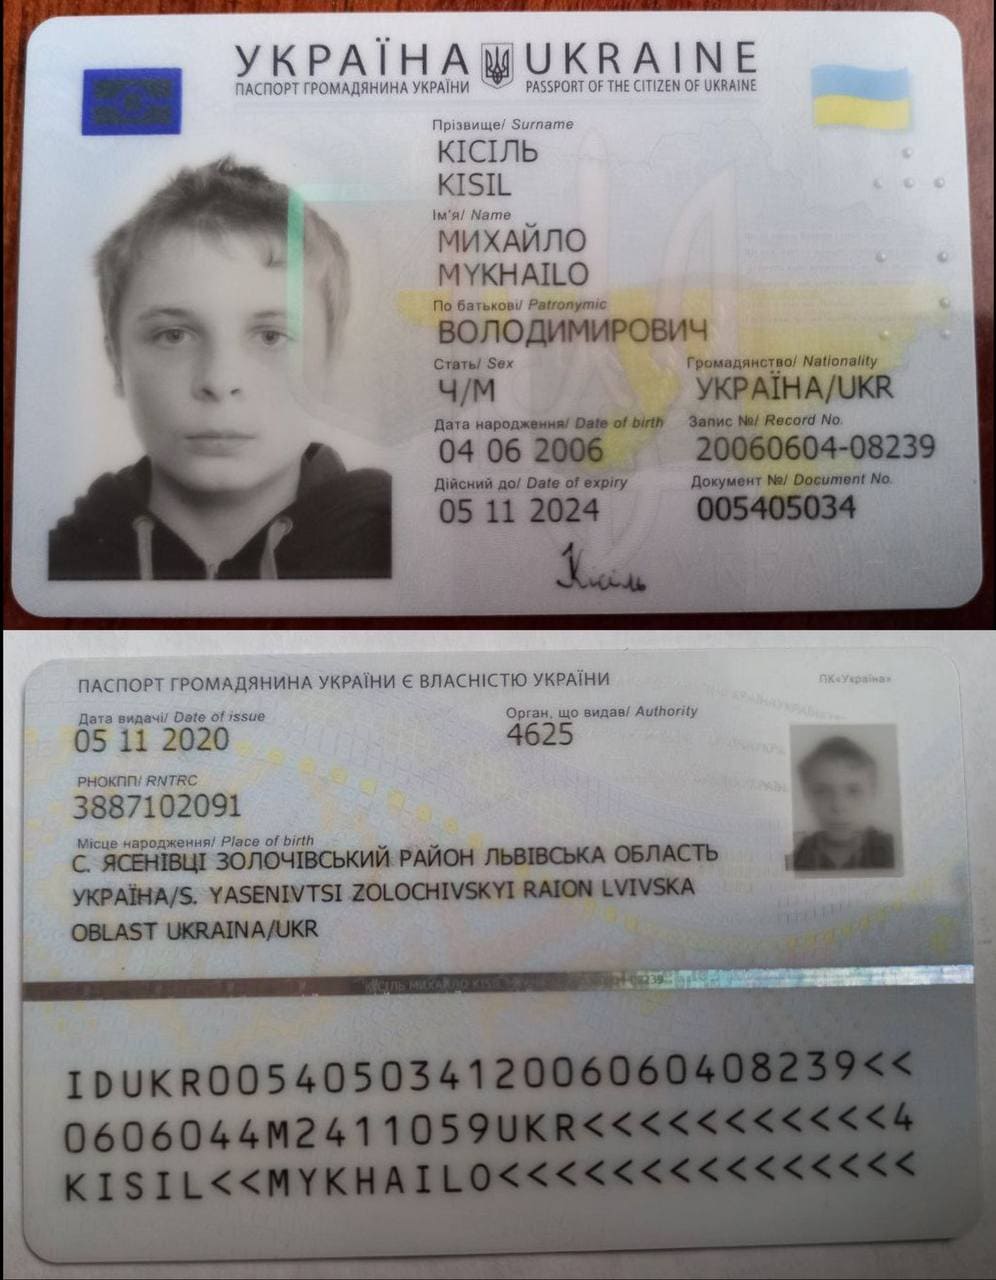 УКРАЇНА UKRAINE
ПАСПОРТ ГРОМАДЯНИНА УКРАЇНИ PASSPORT OF THE CITIZEN OF UKRAINE
Прізвище/ Surname
КІСІЛЬ
KISIL
Ім'я/ Name
МИХАЙЛО
MYKHAILO
По батькові/ Patronymic
ВОЛОДИМИРОВИЧ
Стать/ Sex Громадянство/ Nationality
Ч/М УКРАЇНА/UKR
Дата народження/ Date of birth Запис №/ Record No.
04 06 2006 20060604-08239
Дійсний до/ Date of expiry Документ №/ Document No.
05 11 2024 005405034
Кісіль
ПАСПОРТ ГРОМАДЯНИНА УКРАЇНИ Є ВЛАСНІСТЮ УКРАЇНИ ПК«Україна»
Дата видачі/ Date of issue Орган, що видав/ Authority
05 11 2020 4625
РНОКПП/ RNTRC
3887102091
Місце народження/ Place of birth
С. ЯСЕНІВЦІ ЗОЛОЧІВСЬКИЙ РАЙОН ЛЬВІВСЬКА ОБЛАСТЬ
УКРАЇНА/S. YASENIVTSI ZOLOCHIVSKYI RAION LVIVSKA
OBLAST UKRAINA/UKR
КІСІЛЬ МИХАЙЛО KISIL
IDUKR00540503412006060408239<<
0606044M2411059UKR<<<<<<<<<<<4
KISIL<<MYKHAILO<<<<<<<<<<<<<<<